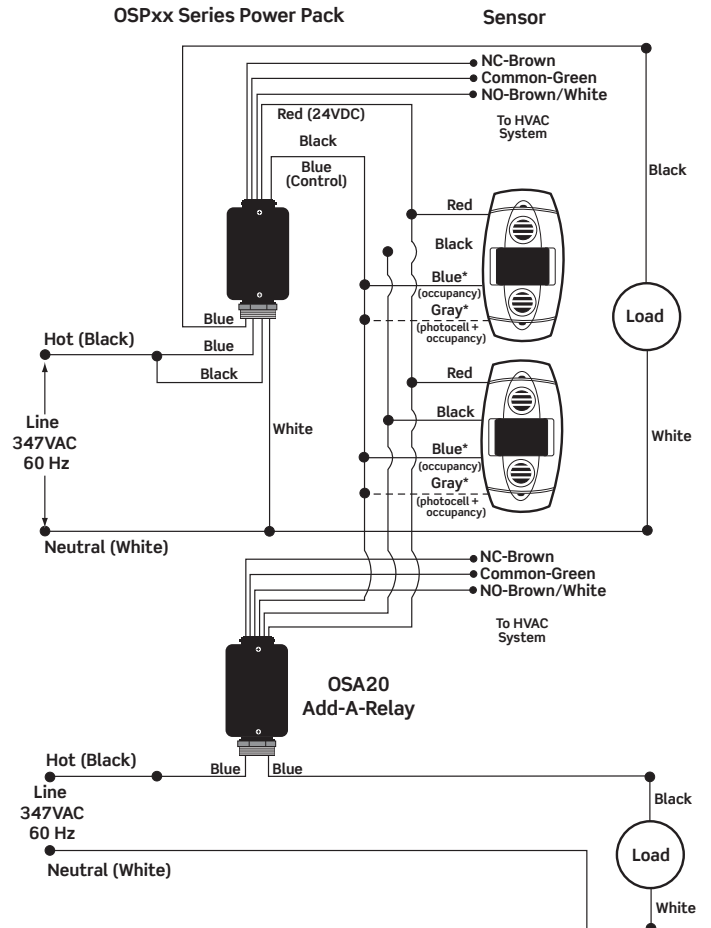 OSPxx Series Power Pack
Sensor
NC-Brown
Common-Green
NO-Brown/White
To HVAC
System
Red (24VDC)
Black
Blue
(Control)
Black
Red
Black
Blue*
(occupancy)
Gray*
(photocell +
occupancy)
Load
Blue
Hot (Black)
Blue
Black
Line
347VAC
60 Hz
White
Red
Black
Blue*
(occupancy)
Gray*
(photocell +
occupancy)
White
Neutral (White)
NC-Brown
Common-Green
NO-Brown/White
To HVAC
System
OSA20
Add-A-Relay
Hot (Black)
Blue
Blue
Line
347VAC
60 Hz
Black
Load
Neutral (White)
White